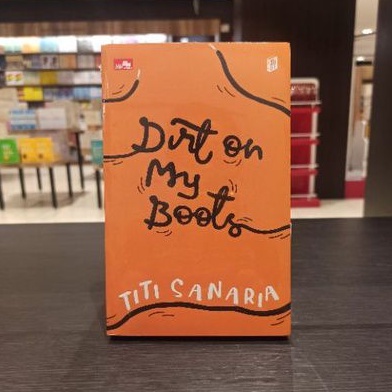 Dirt on
My
Boots
TITI SANARIA